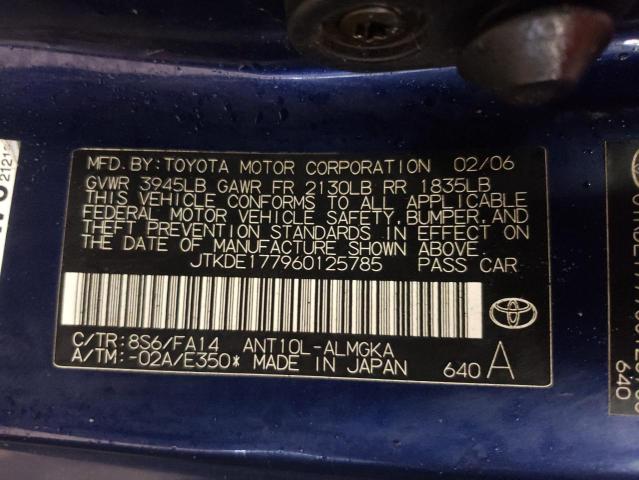 MFD.BY:TOYOTA MOTOR CORPORATION 02/06
GVWR 3945LB GAWR FR 2130LB RR 1835LB
THIS VEHICLE CONFORMS TO ALL APPLICABLE
FEDERAL MOTOR VEHICLE SAFETY, BUMPER, AND
THEFT PREVENTION STANDARDS IN EFFECT ON
THE DATE OF MANUFACTURE SHOWN ABOVE.
JTKDE177960125785 PASS CAR
C/TR:8S6/FA14 ANT10L-ALMGKA
A/TM:-02A/E350* MADE IN JAPAN 640 A
640